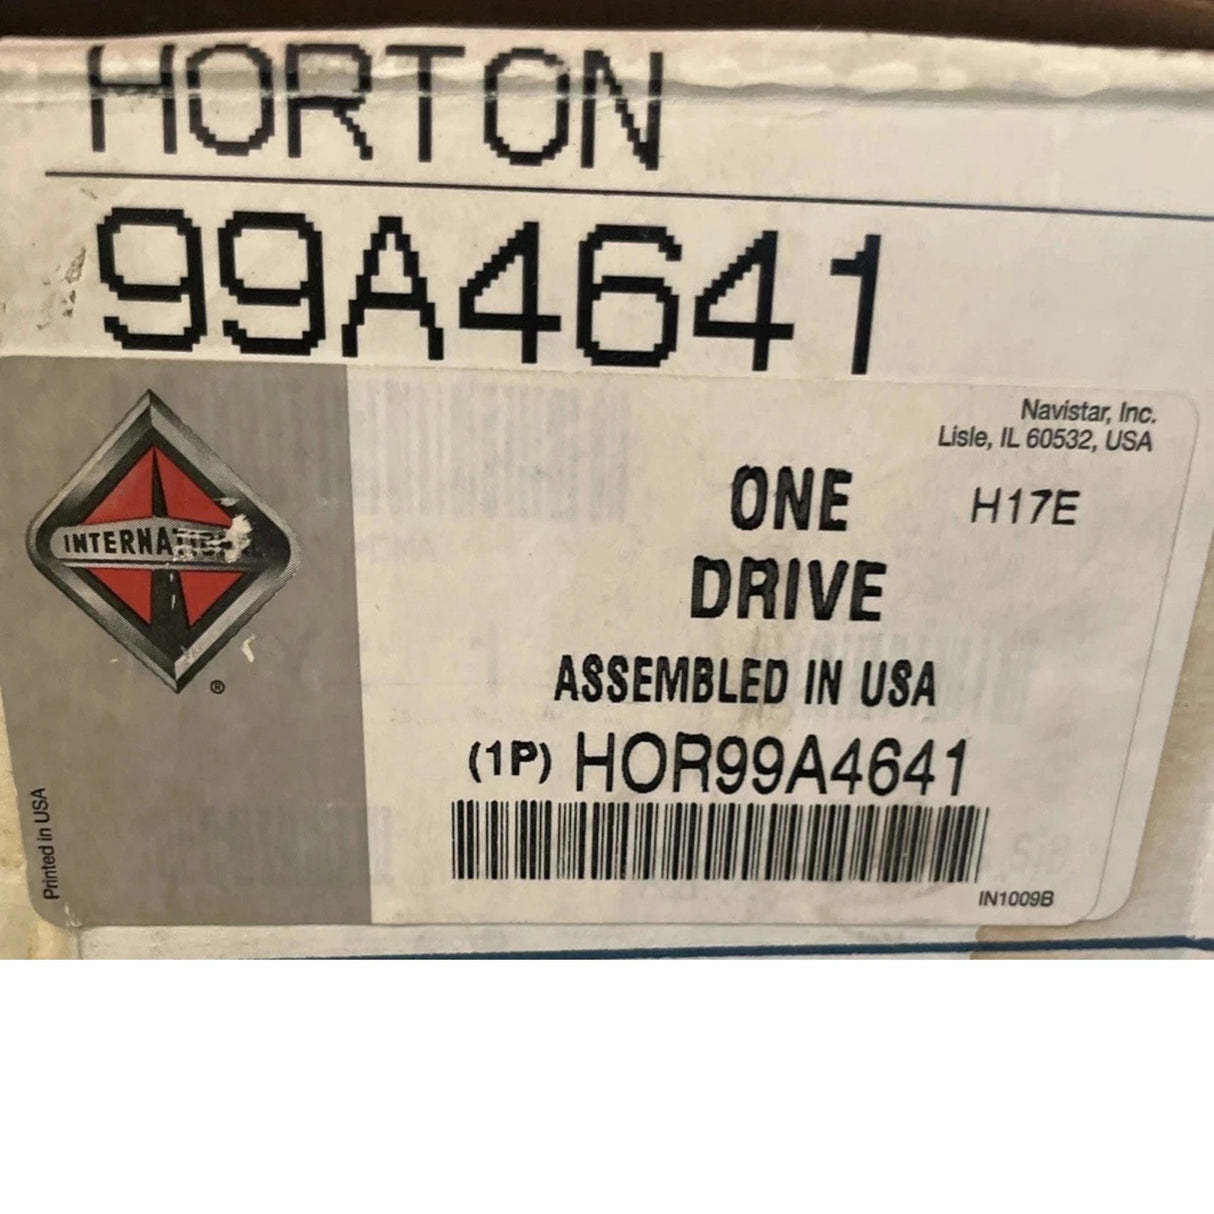 HORTON
99A4641
Navistar, Inc.
Lisle, IL 60532, USA
ONE
H17E
DRIVE
ASSEMBLED IN USA
(1P) HOR99A4641
IN1009B
Printed in USA
®